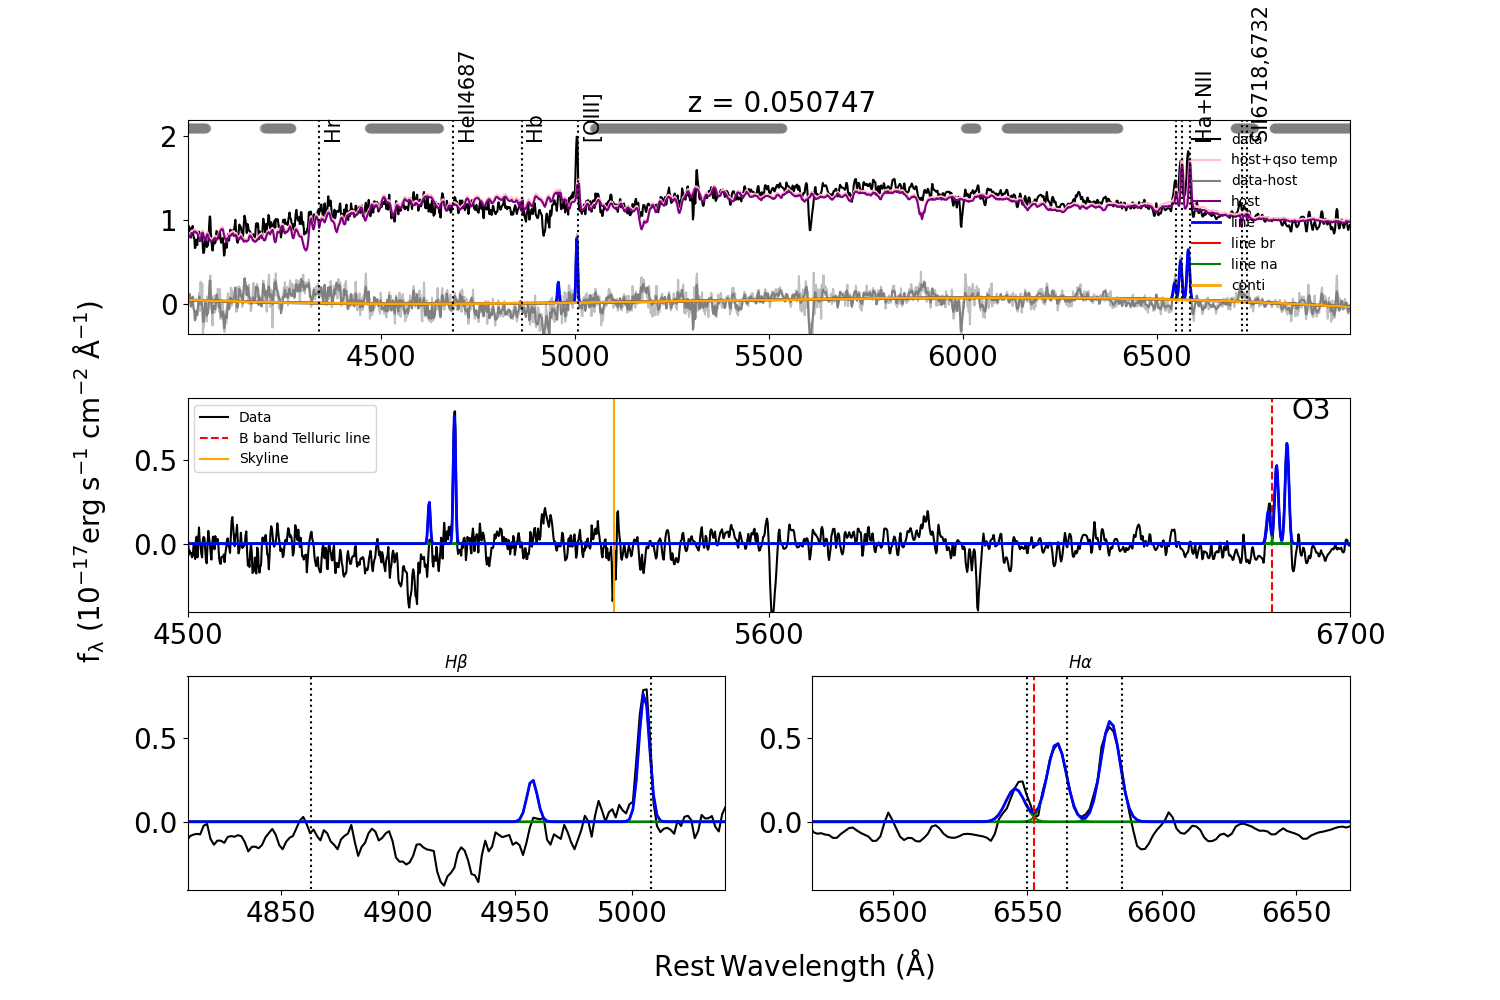 z = 0.050747
Hr
HeII4687
Hb
[OIII]
Ha+NII
SII6718,6732
data
host+qso temp
data-host
host
line
line br
line na
conti
2
1
0
4500 5000 5500 6000 6500
fλ (10⁻¹⁷erg s⁻¹ cm⁻² Å⁻¹)
Data
B band Telluric line
Skyline
O3
0.5
0.0
4500 5600 6700
Hβ
0.5
0.0
4850 4900 4950 5000
Hα
0.5
0.0
6500 6550 6600 6650
Rest Wavelength (Å)